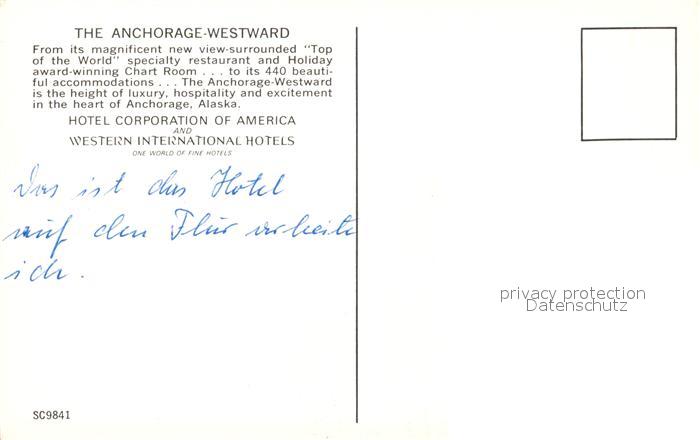 THE ANCHORAGE-WESTWARD
From its magnificent new view-surrounded "Top
of the World" specialty restaurant and Holiday
award-winning Chart Room . . . to its 440 beauti-
ful accommodations . . . The Anchorage-Westward
is the height of luxury, hospitality and excitement
in the heart of Anchorage, Alaska.
HOTEL CORPORATION OF AMERICA
AND
WESTERN INTERNATIONAL HOTELS
ONE WORLD OF FINE HOTELS
Das ist das Hotel
auf den Flur arbeite
ich.
privacy protection
Datenschutz
SC9841